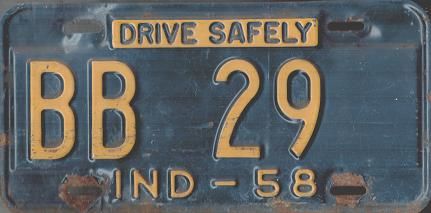 DRIVE SAFELY
BB 29
IND - 58